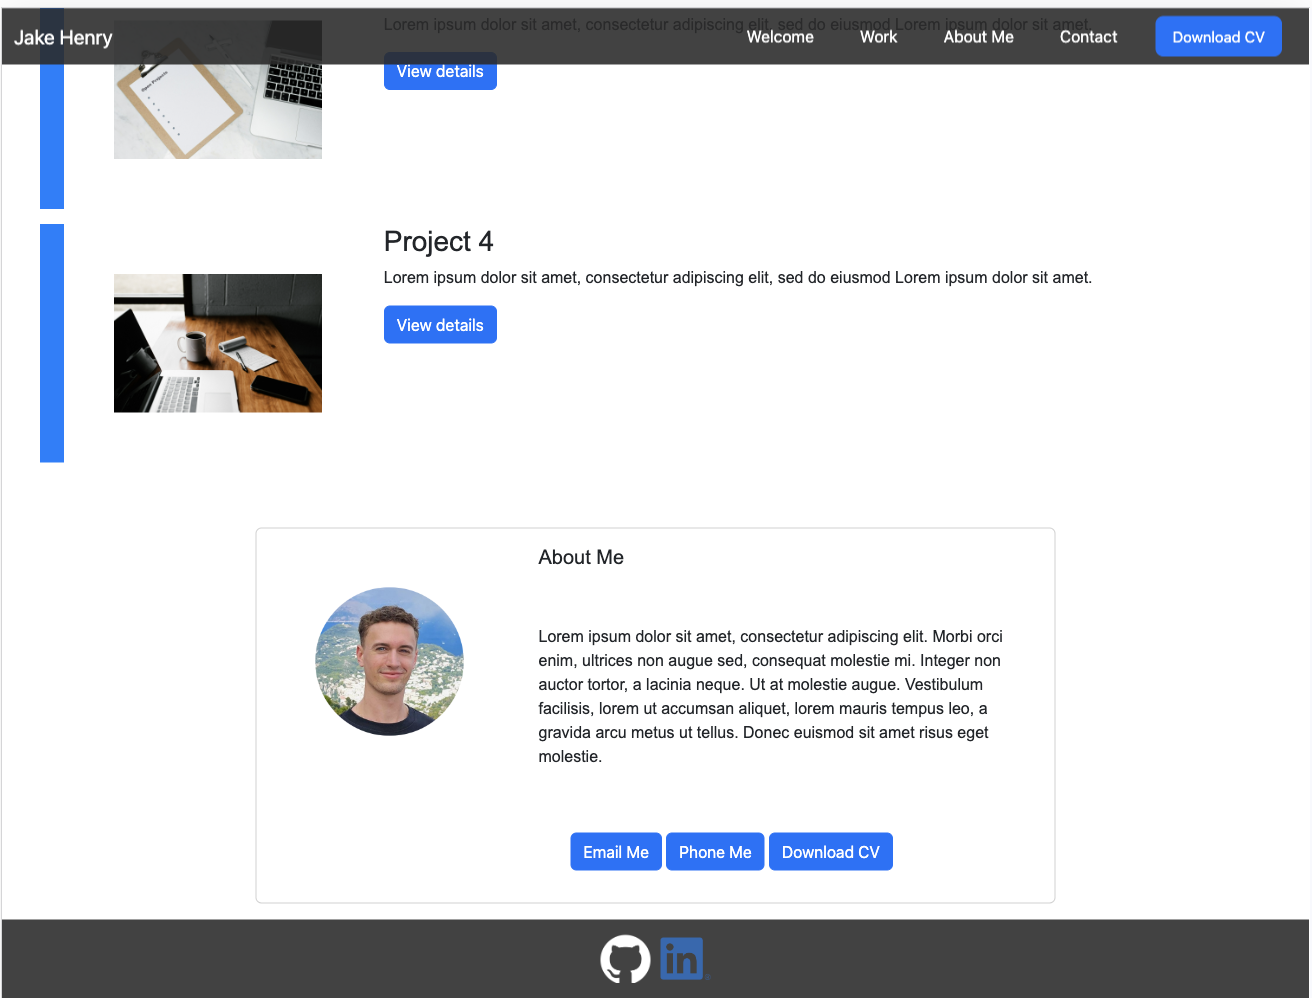 Jake Henry
Welcome
Work
About Me
Contact
Download CV
Lorem ipsum dolor sit amet, consectetur adipiscing elit, sed do eiusmod Lorem ipsum dolor sit amet.
View details
Open Projects
Project 4
Lorem ipsum dolor sit amet, consectetur adipiscing elit, sed do eiusmod Lorem ipsum dolor sit amet.
View details
About Me
Lorem ipsum dolor sit amet, consectetur adipiscing elit. Morbi orci
enim, ultrices non augue sed, consequat molestie mi. Integer non
auctor tortor, a lacinia neque. Ut at molestie augue. Vestibulum
facilisis, lorem ut accumsan aliquet, lorem mauris tempus leo, a
gravida arcu metus ut tellus. Donec euismod sit amet risus eget
molestie.
Email Me
Phone Me
Download CV
in